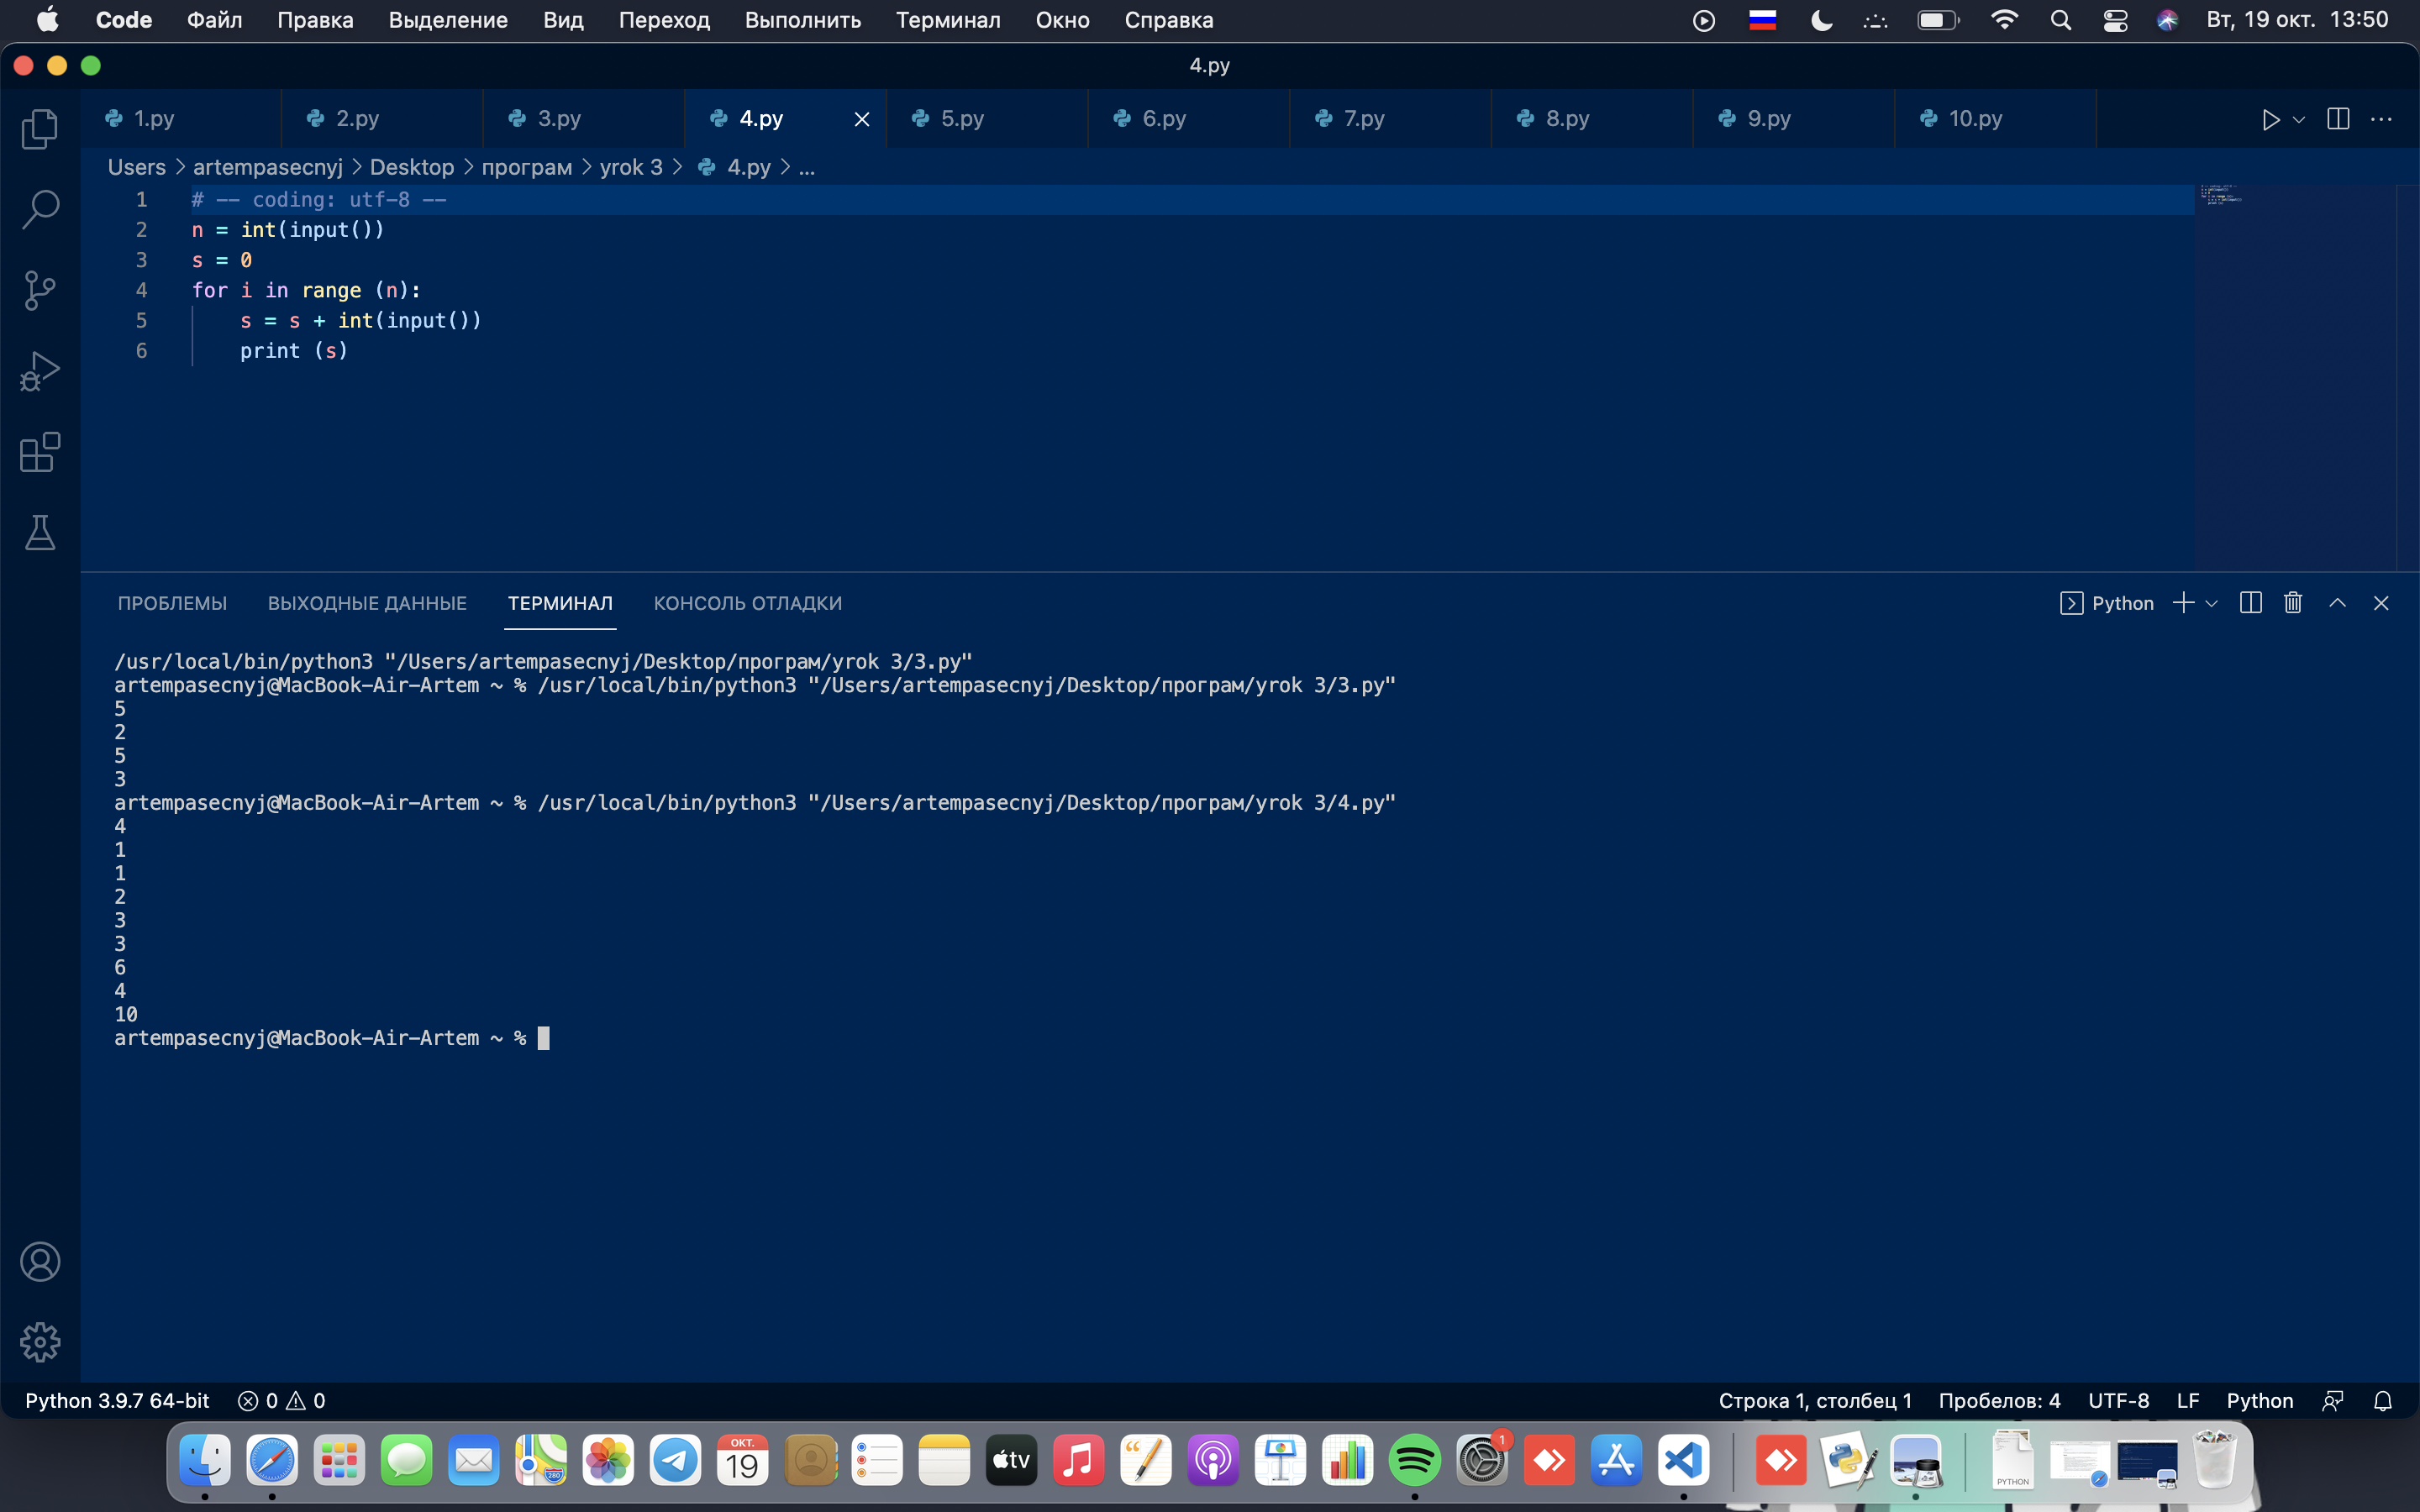 Code Файл Правка Выделение Вид Переход Выполнить Терминал Окно Справка Вт, 19 окт. 13:50
4.py
1.py 2.py 3.py 4.py 5.py 6.py 7.py 8.py 9.py 10.py
Users > artempasecnyj > Desktop > програм > yrok 3 > 4.py > ...
1 # -- coding: utf-8 --
2 n = int(input())
3 s = 0
4 for i in range (n):
5 s = s + int(input())
6 print (s)
ПРОБЛЕМЫ ВЫХОДНЫЕ ДАННЫЕ ТЕРМИНАЛ КОНСОЛЬ ОТЛАДКИ Python
/usr/local/bin/python3 "/Users/artempasecnyj/Desktop/програм/yrok 3/3.py"
artempasecnyj@MacBook-Air-Artem ~ % /usr/local/bin/python3 "/Users/artempasecnyj/Desktop/програм/yrok 3/3.py"
5
2
5
3
artempasecnyj@MacBook-Air-Artem ~ % /usr/local/bin/python3 "/Users/artempasecnyj/Desktop/програм/yrok 3/4.py"
4
1
1
2
3
3
6
4
10
artempasecnyj@MacBook-Air-Artem ~ %
Python 3.9.7 64-bit 0 0 Строка 1, столбец 1 Пробелов: 4 UTF-8 LF Python
ОКТ.
19
280
tv
1
PYTHON